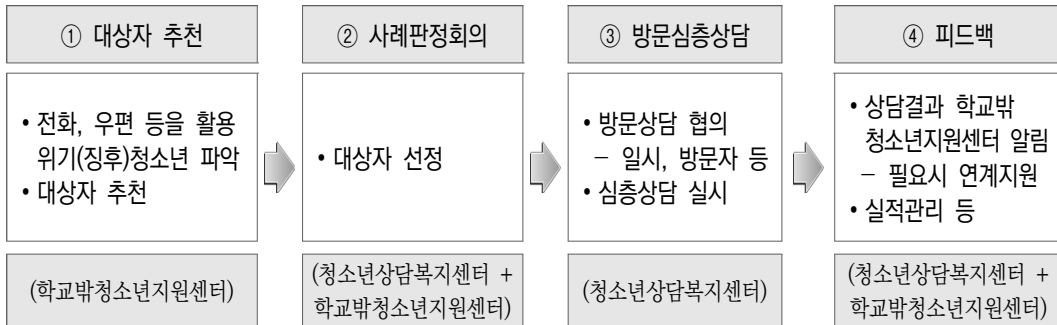 ① 대상자 추천
② 사례판정회의
③ 방문심층상담
④ 피드백
• 전화, 우편 등을 활용
위기(징후)청소년 파악
• 대상자 추천
• 대상자 선정
• 방문상담 협의
– 일시, 방문자 등
• 심층상담 실시
• 상담결과 학교밖
청소년지원센터 알림
– 필요시 연계지원
• 실적관리 등
(학교밖청소년지원센터)
(청소년상담복지센터 +
학교밖청소년지원센터)
(청소년상담복지센터)
(청소년상담복지센터 +
학교밖청소년지원센터)